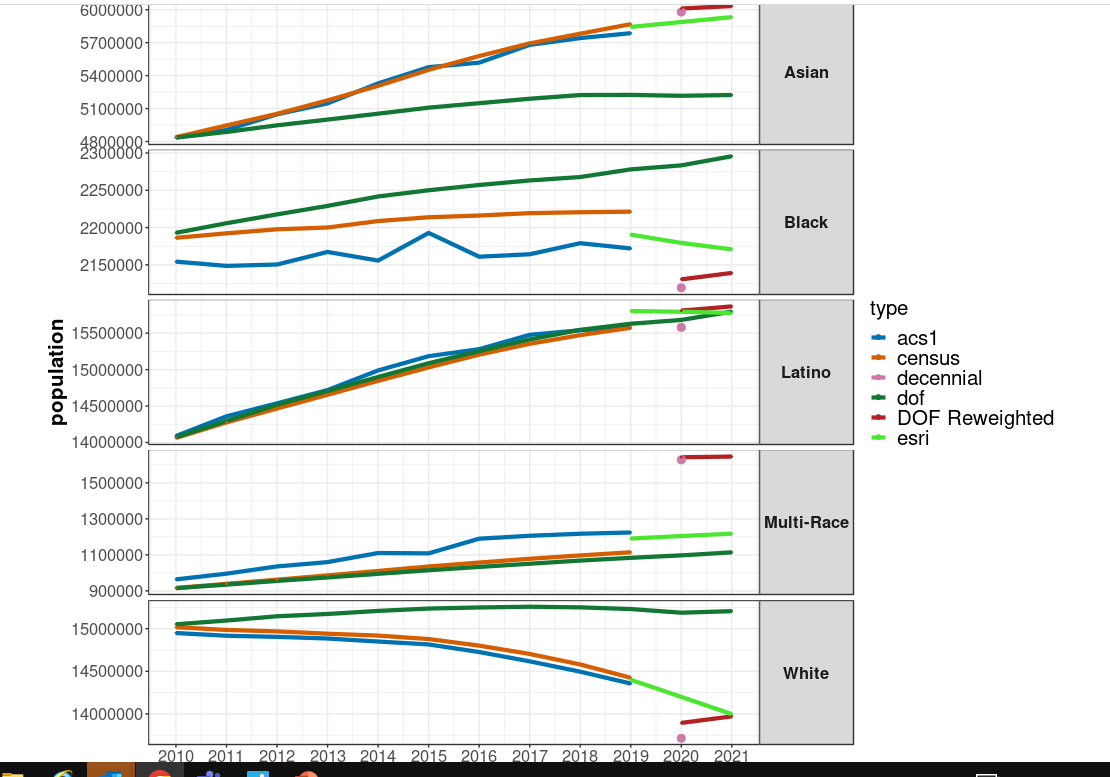 6000000
5700000
5400000
5100000
4800000
Asian
2300000
2250000
2200000
2150000
Black
15500000
15000000
14500000
14000000
Latino
1500000
1300000
1100000
900000
Multi-Race
15000000
14500000
14000000
White
2010 2011 2012 2013 2014 2015 2016 2017 2018 2019 2020 2021
population
type
acs1
census
decennial
dof
DOF Reweighted
esri